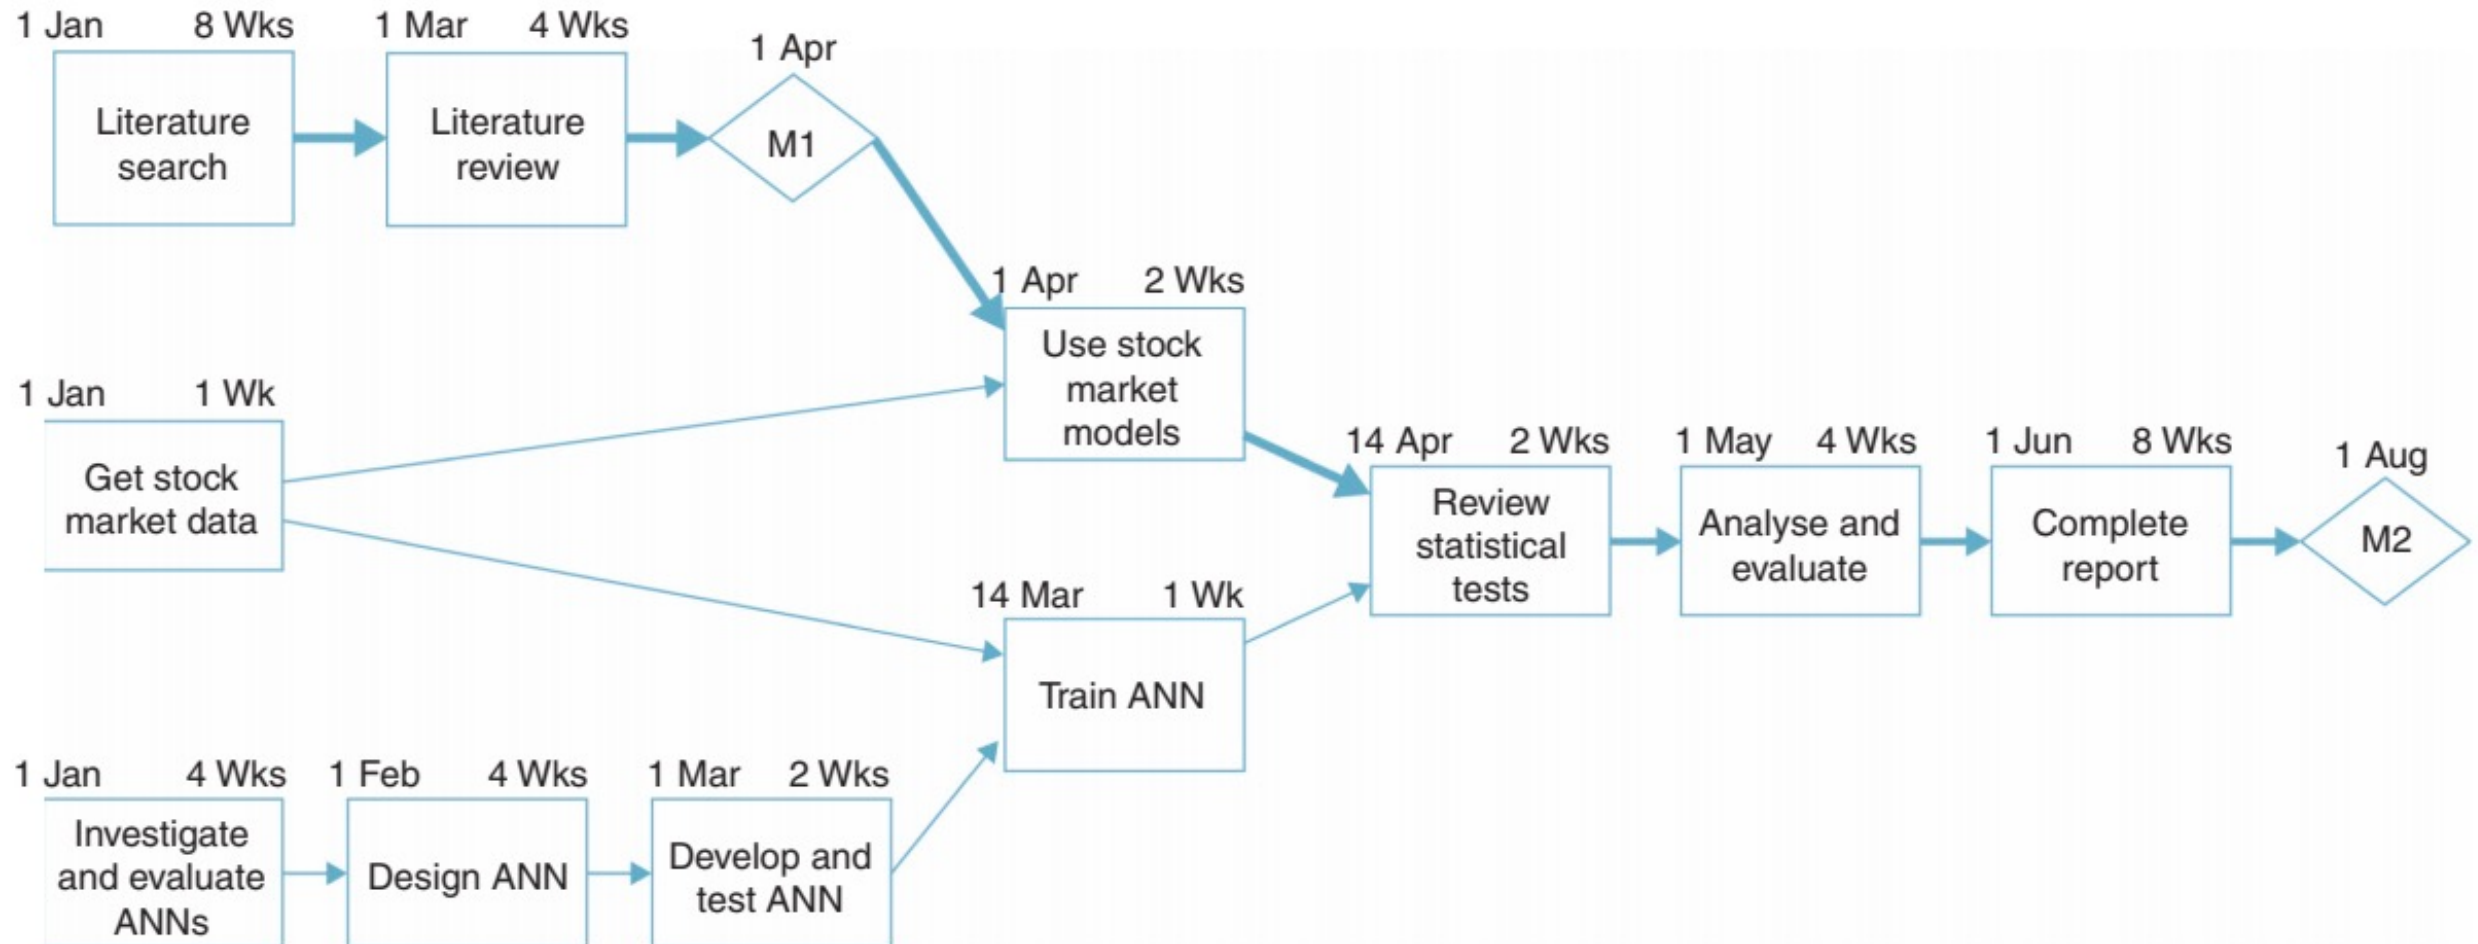 1 Jan 8 Wks
Literature
search
1 Mar 4 Wks
Literature
review
1 Apr
M1
1 Apr 2 Wks
Use stock
market
models
1 Jan 1 Wk
Get stock
market data
14 Apr 2 Wks
Review
statistical
tests
1 May 4 Wks
Analyse and
evaluate
1 Jun 8 Wks
Complete
report
1 Aug
M2
14 Mar 1 Wk
Train ANN
1 Jan 4 Wks
Investigate
and evaluate
ANNs
1 Feb 4 Wks
Design ANN
1 Mar 2 Wks
Develop and
test ANN